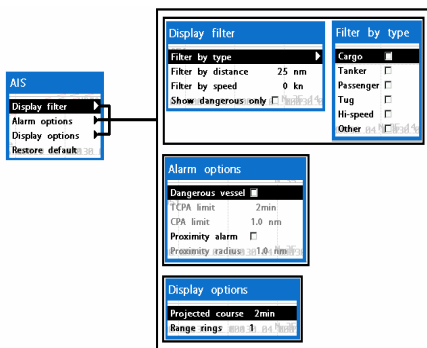 AIS
Display filter
Alarm options
Display options
Restore default
Display filter
Filter by type
Filter by distance 25 nm
Filter by speed 0 kn
Show dangerous only
Filter by type
Cargo
Tanker
Passenger
Tug
Hi-speed
Other
Alarm options
Dangerous vessel
TCPA limit 2min
CPA limit 1.0 nm
Proximity alarm
Proximity radius 1.0 nm
Display options
Projected course 2min
Range rings 1